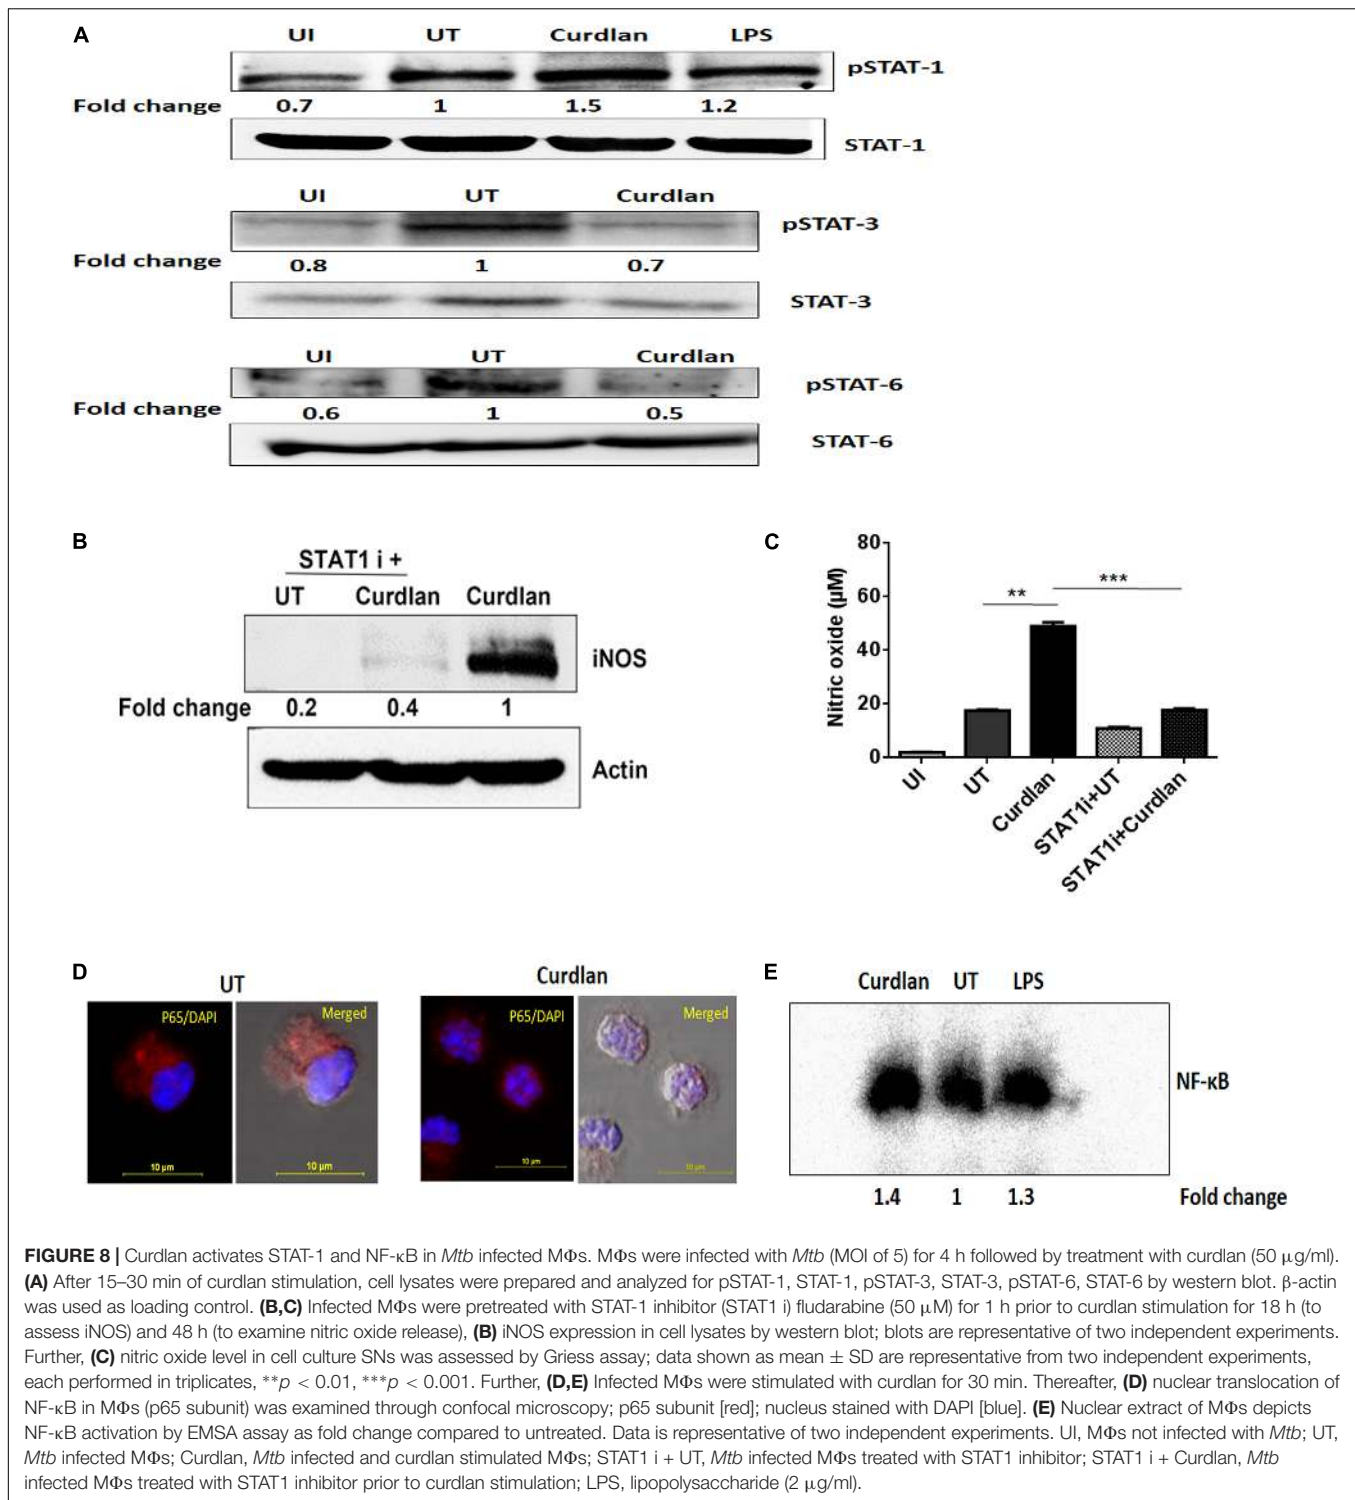 A
UI UT Curdlan LPS
pSTAT-1
Fold change 0.7 1 1.5 1.2
STAT-1
UI UT Curdlan
pSTAT-3
Fold change 0.8 1 0.7
STAT-3
UI UT Curdlan
pSTAT-6
Fold change 0.6 1 0.5
STAT-6
B
STAT1 i +
UT Curdlan Curdlan
iNOS
Fold change 0.2 0.4 1
Actin
C
Nitric oxide (µM)
80
60
40
20
0
** ***
UI UT Curdlan STAT1i+UT STAT1i+Curdlan
D
UT Curdlan
P65/DAPI Merged P65/DAPI Merged
10 µm 10 µm 10 µm 10 µm
E
Curdlan UT LPS
NF-κB
1.4 1 1.3 Fold change
FIGURE 8 | Curdlan activates STAT-1 and NF-κB in Mtb infected MΦs. MΦs were infected with Mtb (MOI of 5) for 4 h followed by treatment with curdlan (50 µg/ml).
(A) After 15–30 min of curdlan stimulation, cell lysates were prepared and analyzed for pSTAT-1, STAT-1, pSTAT-3, STAT-3, pSTAT-6, STAT-6 by western blot. β-actin
was used as loading control. (B,C) Infected MΦs were pretreated with STAT-1 inhibitor (STAT1 i) fludarabine (50 µM) for 1 h prior to curdlan stimulation for 18 h (to
assess iNOS) and 48 h (to examine nitric oxide release), (B) iNOS expression in cell lysates by western blot; blots are representative of two independent experiments.
Further, (C) nitric oxide level in cell culture SNs was assessed by Griess assay; data shown as mean ± SD are representative from two independent experiments,
each performed in triplicates, **p < 0.01, ***p < 0.001. Further, (D,E) Infected MΦs were stimulated with curdlan for 30 min. Thereafter, (D) nuclear translocation of
NF-κB in MΦs (p65 subunit) was examined through confocal microscopy; p65 subunit [red]; nucleus stained with DAPI [blue]. (E) Nuclear extract of MΦs depicts
NF-κB activation by EMSA assay as fold change compared to untreated. Data is representative of two independent experiments. UI, MΦs not infected with Mtb; UT,
Mtb infected MΦs; Curdlan, Mtb infected and curdlan stimulated MΦs; STAT1 i + UT, Mtb infected MΦs treated with STAT1 inhibitor; STAT1 i + Curdlan, Mtb
infected MΦs treated with STAT1 inhibitor prior to curdlan stimulation; LPS, lipopolysaccharide (2 µg/ml).